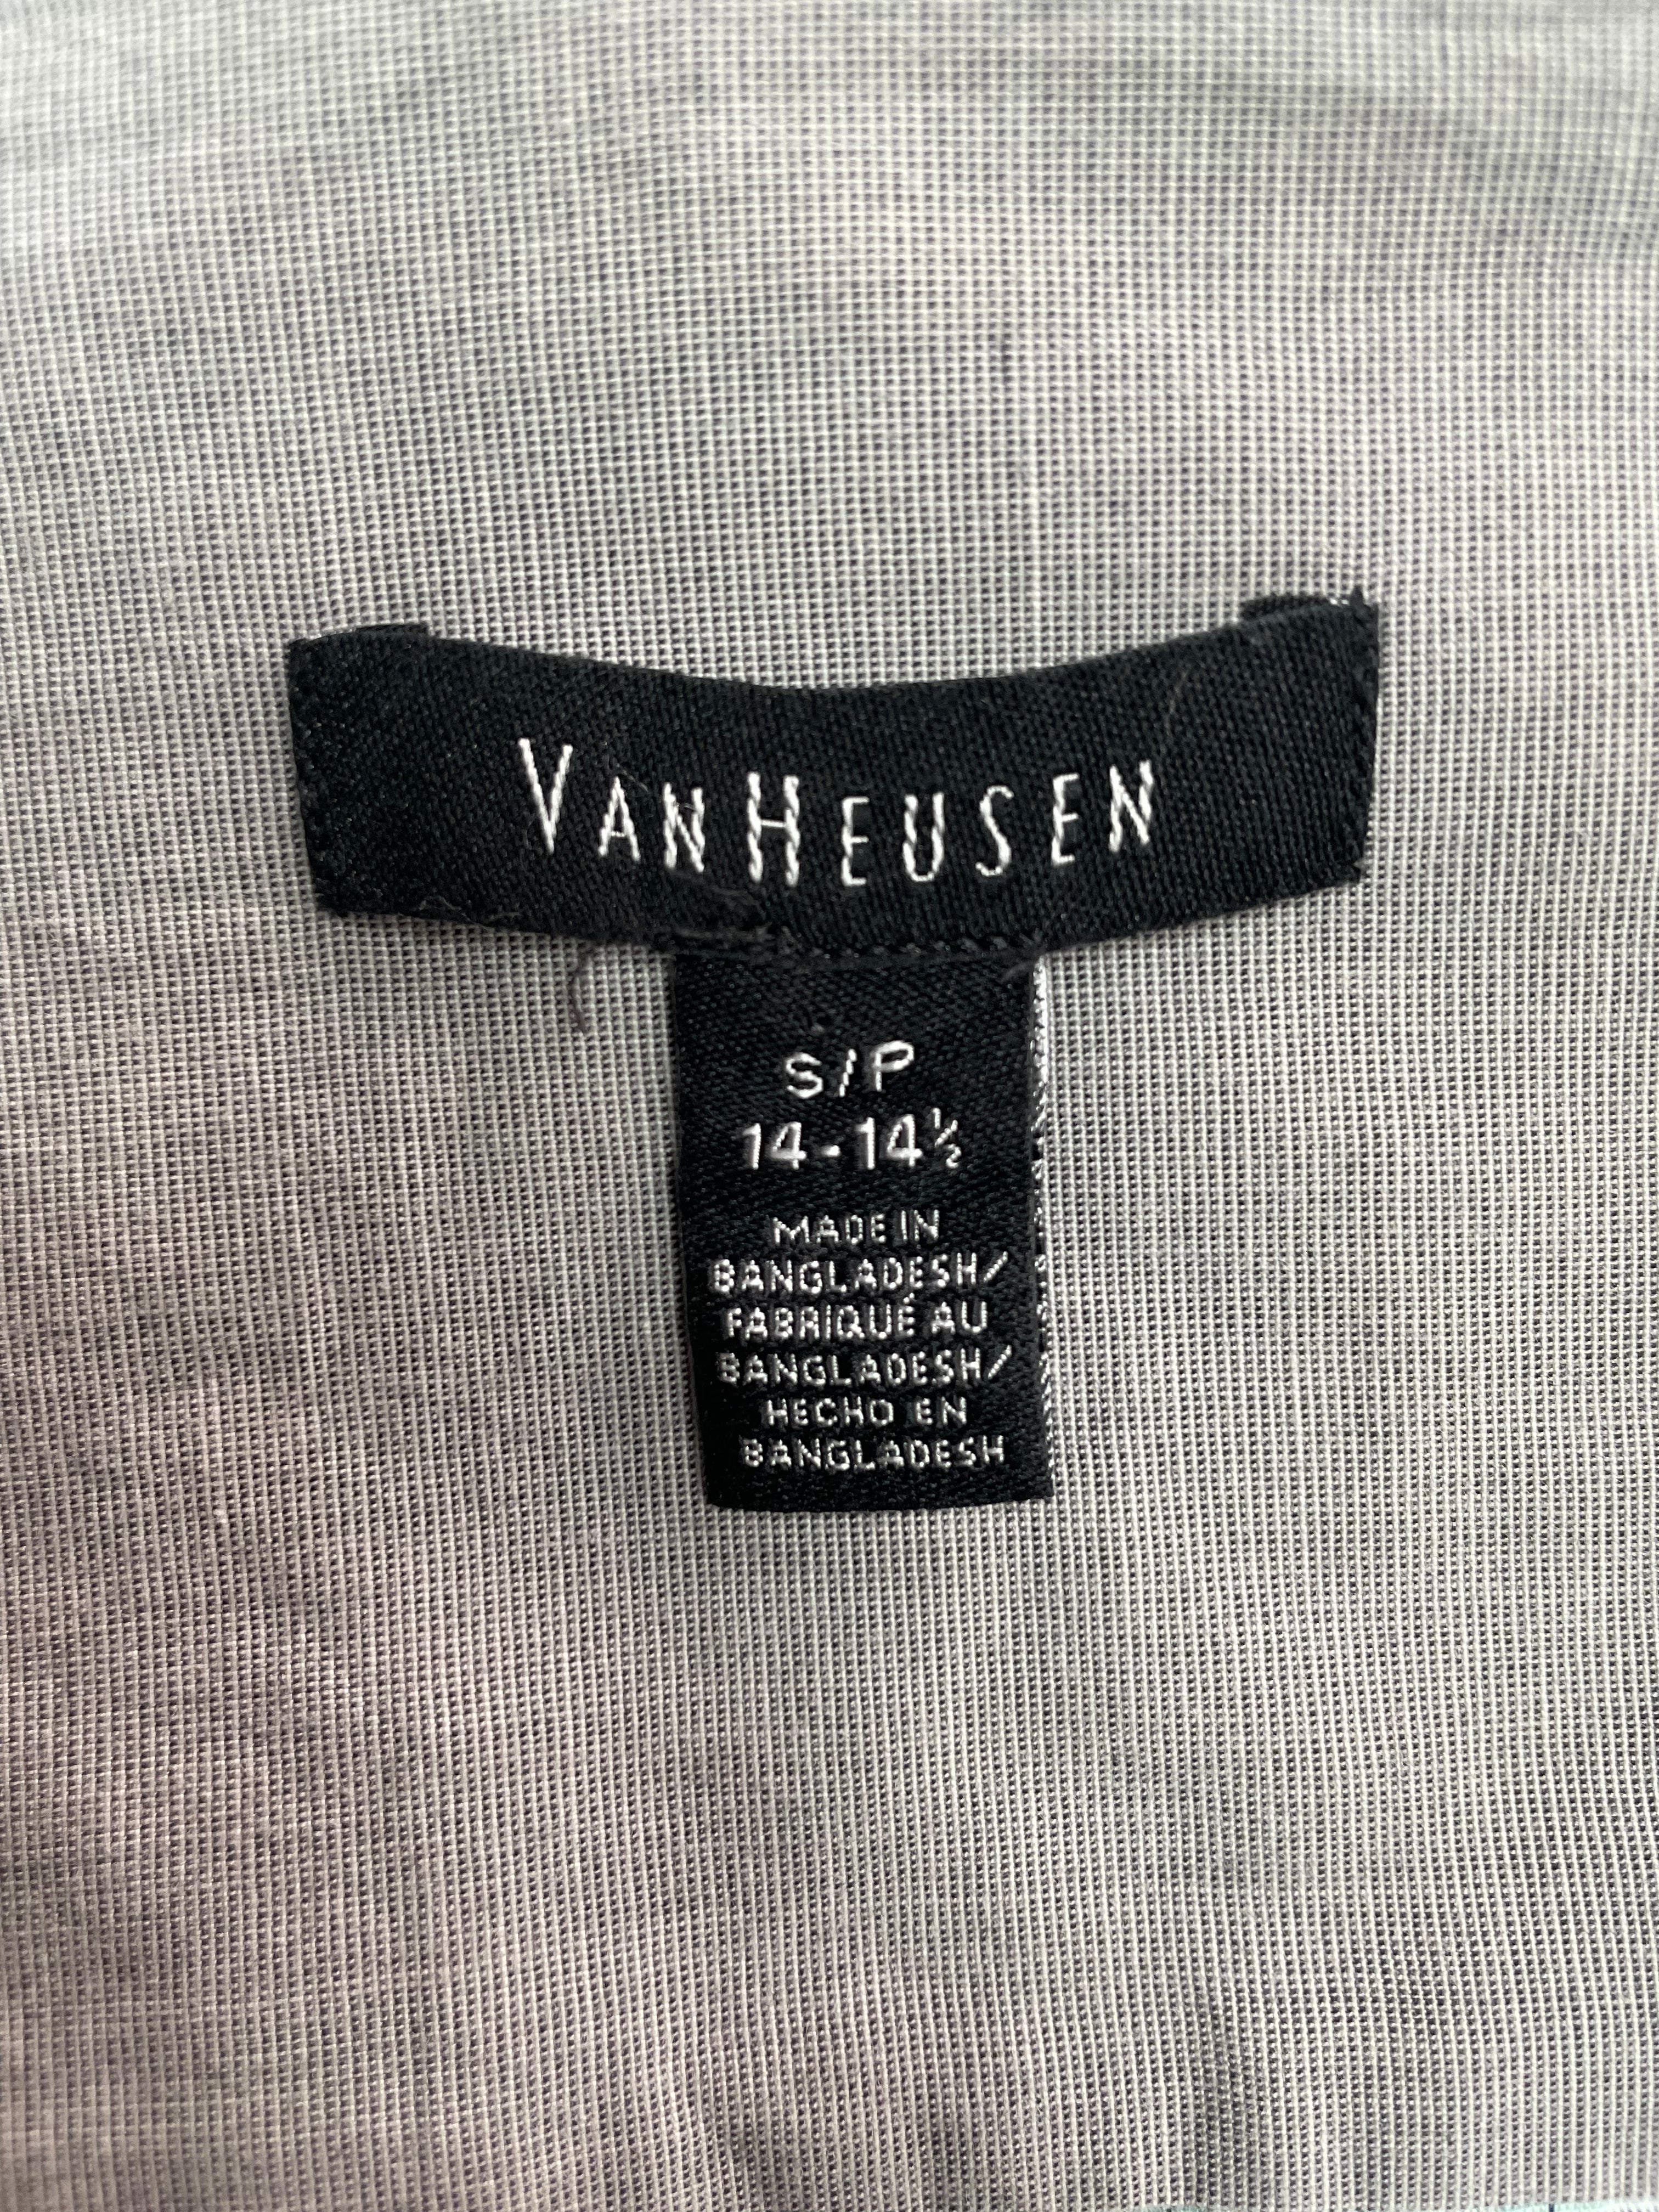 VANHEUSEN
S/P
14-14½
MADE IN
BANGLADESH/
FABRIQUÉ AU
BANGLADESH/
HECHO EN
BANGLADESH